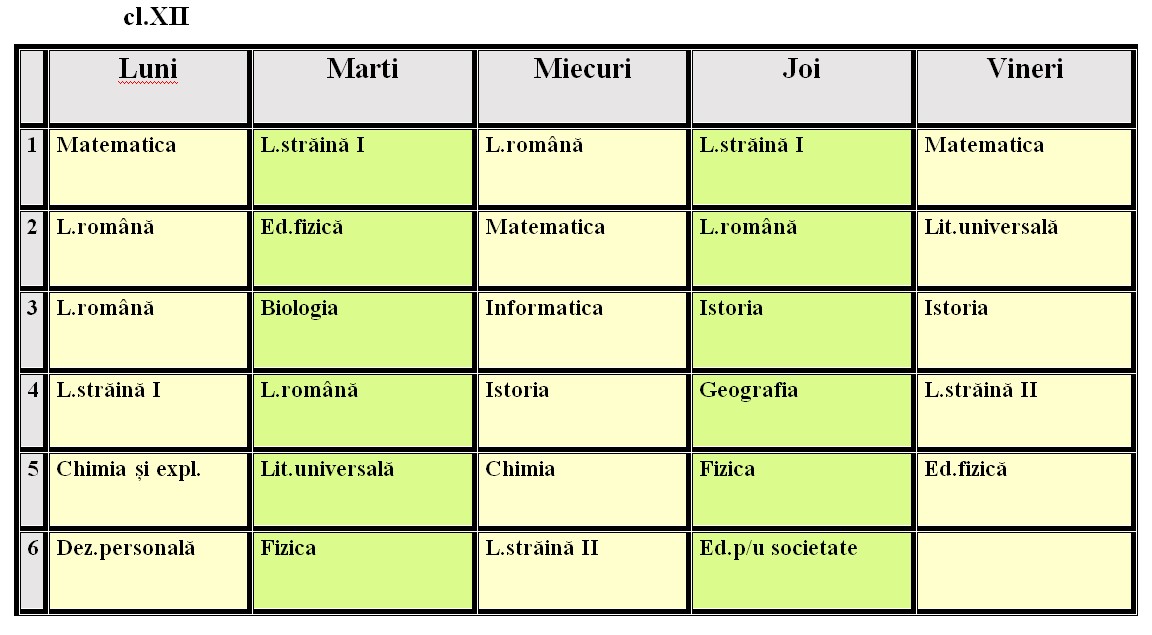 cl.XII
Luni Marti Miecuri Joi Vineri
1 Matematica L.străină I L.română L.străină I Matematica
2 L.română Ed.fizică Matematica L.română Lit.universală
3 L.română Biologia Informatica Istoria Istoria
4 L.străină I L.română Istoria Geografia L.străină II
5 Chimia și expl. Lit.universală Chimia Fizica Ed.fizică
6 Dez.personală Fizica L.străină II Ed.p/u societate